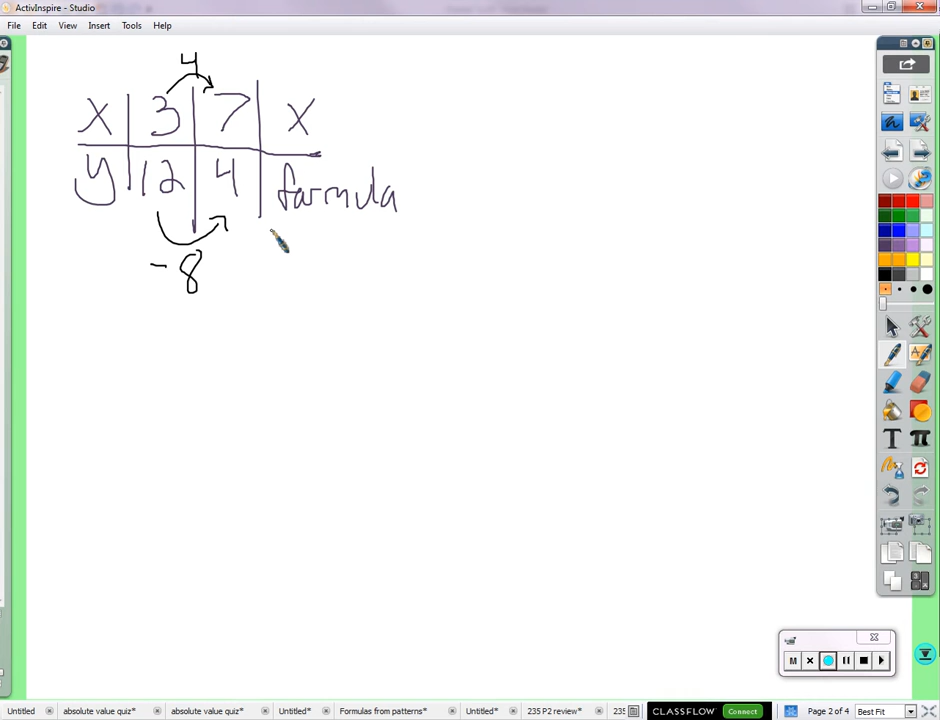 ActivInspire - Studio
File Edit View Insert Tools Help
4
x 3 7 x
y 12 4 formula
-8
Untitled absolute value quiz* absolute value quiz* Untitled* Formulas from patterns* Untitled* 235 P2 review* 235 CLASSFLOW Connect Page 2 of 4 Best Fit